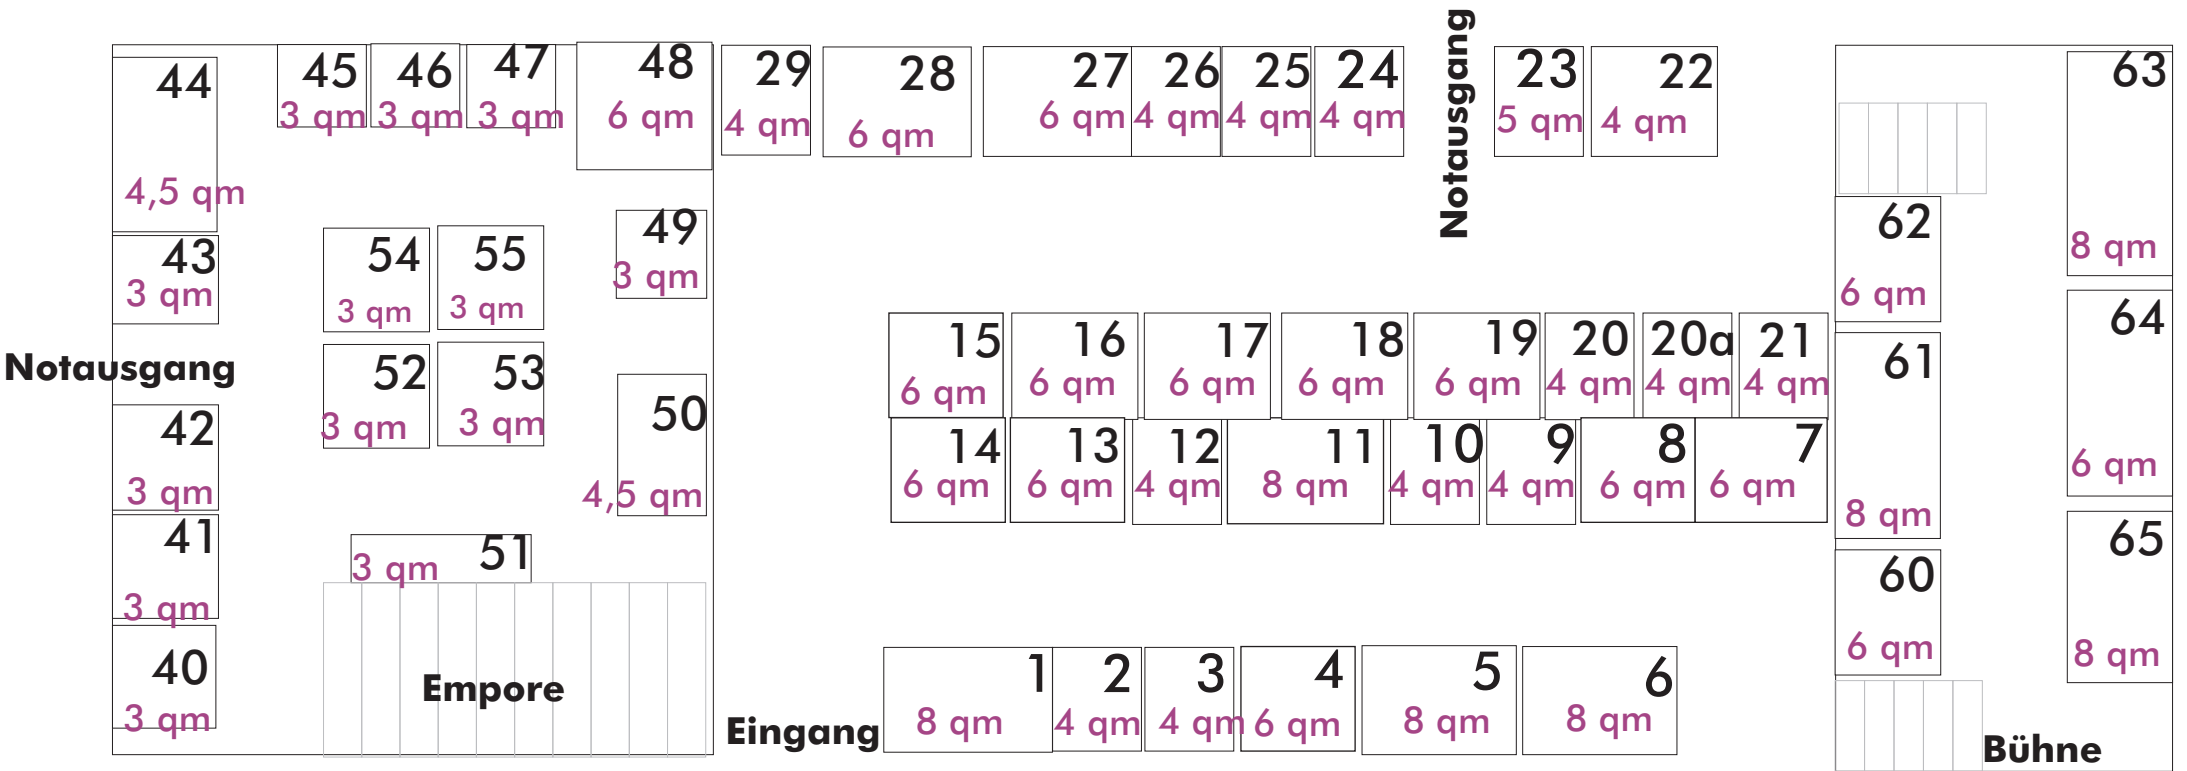 44
4,5 qm
43
3 qm
Notausgang
42
3 qm
41
3 qm
40
3 qm
45
3 qm
46
3 qm
47
3 qm
48
6 qm
49
3 qm
54
3 qm
55
3 qm
52
3 qm
53
3 qm
50
4,5 qm
51
3 qm
Empore
29
4 qm
28
6 qm
27
6 qm
26
4 qm
25
4 qm
24
4 qm
Notausgang
23
5 qm
22
4 qm
15
6 qm
16
6 qm
17
6 qm
18
6 qm
19
6 qm
20
4 qm
20a
4 qm
21
4 qm
14
6 qm
13
6 qm
12
4 qm
11
8 qm
10
4 qm
9
4 qm
8
6 qm
7
6 qm
Eingang
1
8 qm
2
4 qm
3
4 qm
4
6 qm
5
8 qm
6
8 qm
62
6 qm
61
8 qm
60
6 qm
63
8 qm
64
6 qm
65
8 qm
Bühne